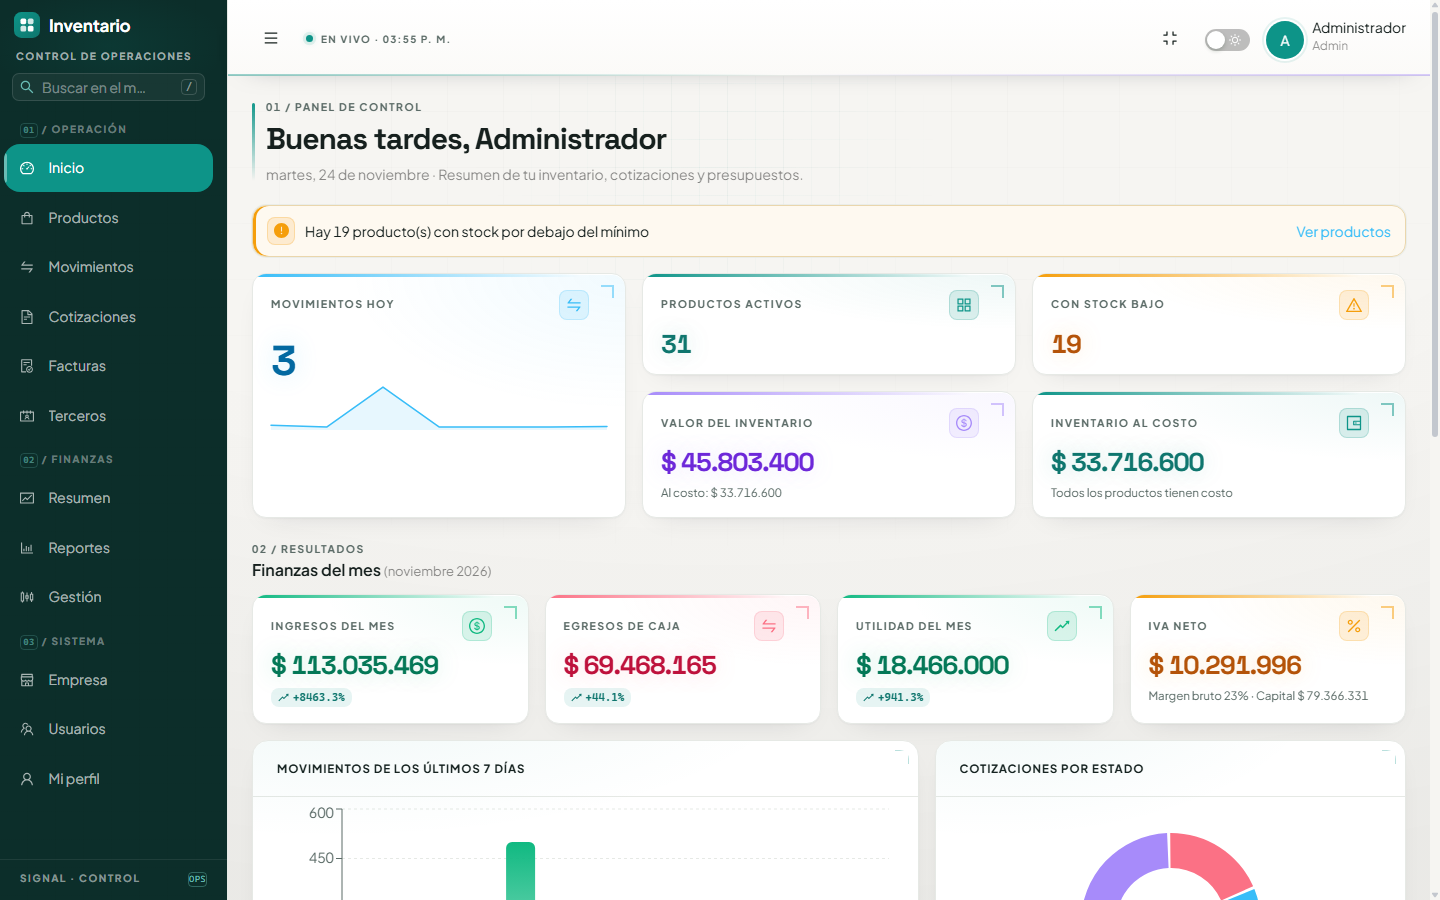 Inventario
CONTROL DE OPERACIONES
Buscar en el m... /
01 / OPERACIÓN
Inicio
Productos
Movimientos
Cotizaciones
Facturas
Terceros
02 / FINANZAS
Resumen
Reportes
Gestión
03 / SISTEMA
Empresa
Usuarios
Mi perfil
SIGNAL · CONTROL OPS
EN VIVO · 03:55 P. M.
A
Administrador
Admin
01 / PANEL DE CONTROL
Buenas tardes, Administrador
martes, 24 de noviembre · Resumen de tu inventario, cotizaciones y presupuestos.
Hay 19 producto(s) con stock por debajo del mínimo
Ver productos
MOVIMIENTOS HOY
3
PRODUCTOS ACTIVOS
31
CON STOCK BAJO
19
VALOR DEL INVENTARIO
$ 45.803.400
Al costo: $ 33.716.600
INVENTARIO AL COSTO
$ 33.716.600
Todos los productos tienen costo
02 / RESULTADOS
Finanzas del mes (noviembre 2026)
INGRESOS DEL MES
$ 113.035.469
+8463.3%
EGRESOS DE CAJA
$ 69.468.165
+44.1%
UTILIDAD DEL MES
$ 18.466.000
+941.3%
IVA NETO
$ 10.291.996
Margen bruto 23% · Capital $ 79.366.331
MOVIMIENTOS DE LOS ÚLTIMOS 7 DÍAS
600
450
COTIZACIONES POR ESTADO